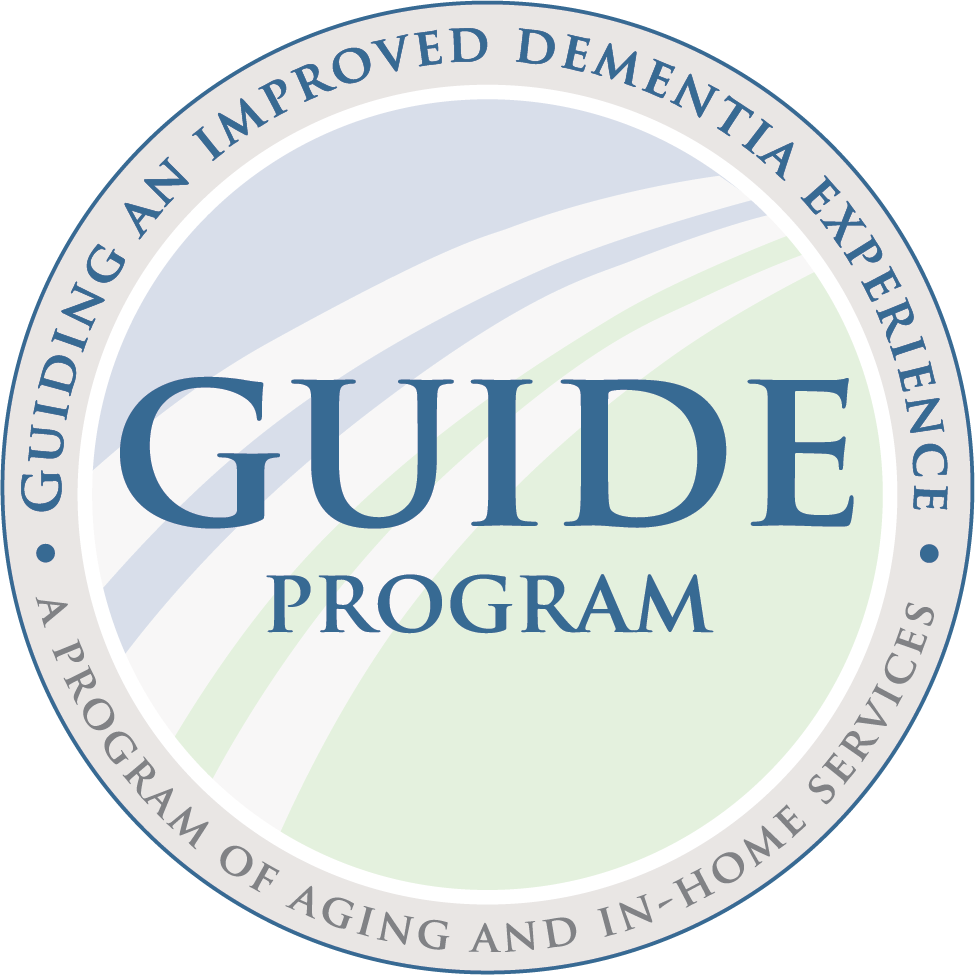 GUIDING AN IMPROVED DEMENTIA EXPERIENCE
GUIDE
PROGRAM
A PROGRAM OF AGING AND IN-HOME SERVICES